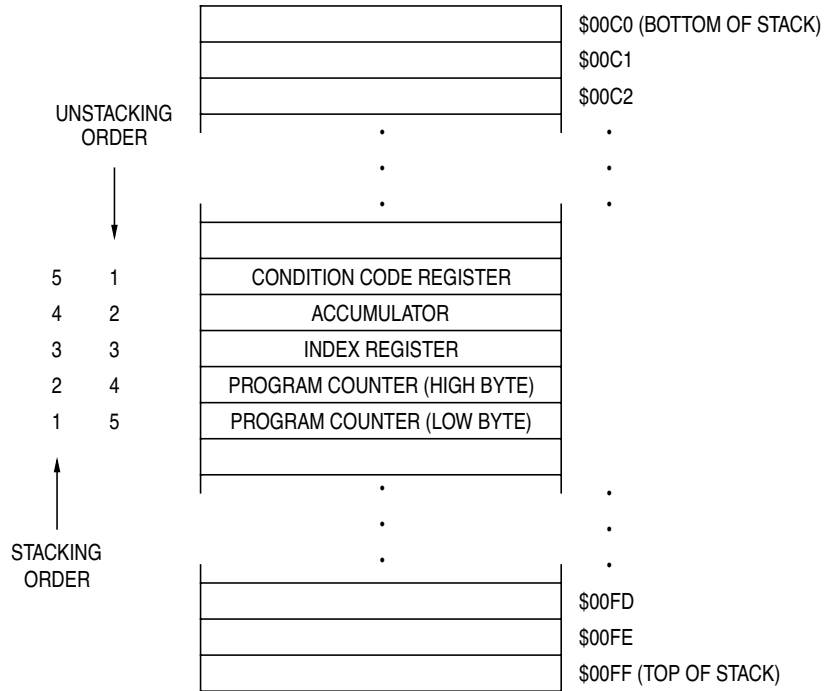 $00C0 (BOTTOM OF STACK)
$00C1
$00C2
UNSTACKING
ORDER
5 1 CONDITION CODE REGISTER
4 2 ACCUMULATOR
3 3 INDEX REGISTER
2 4 PROGRAM COUNTER (HIGH BYTE)
1 5 PROGRAM COUNTER (LOW BYTE)
STACKING
ORDER
$00FD
$00FE
$00FF (TOP OF STACK)